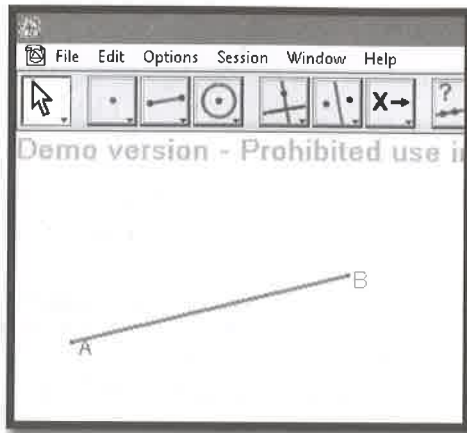 File Edit Options Session Window Help
X
?
Demo version - Prohibited use i
B
A